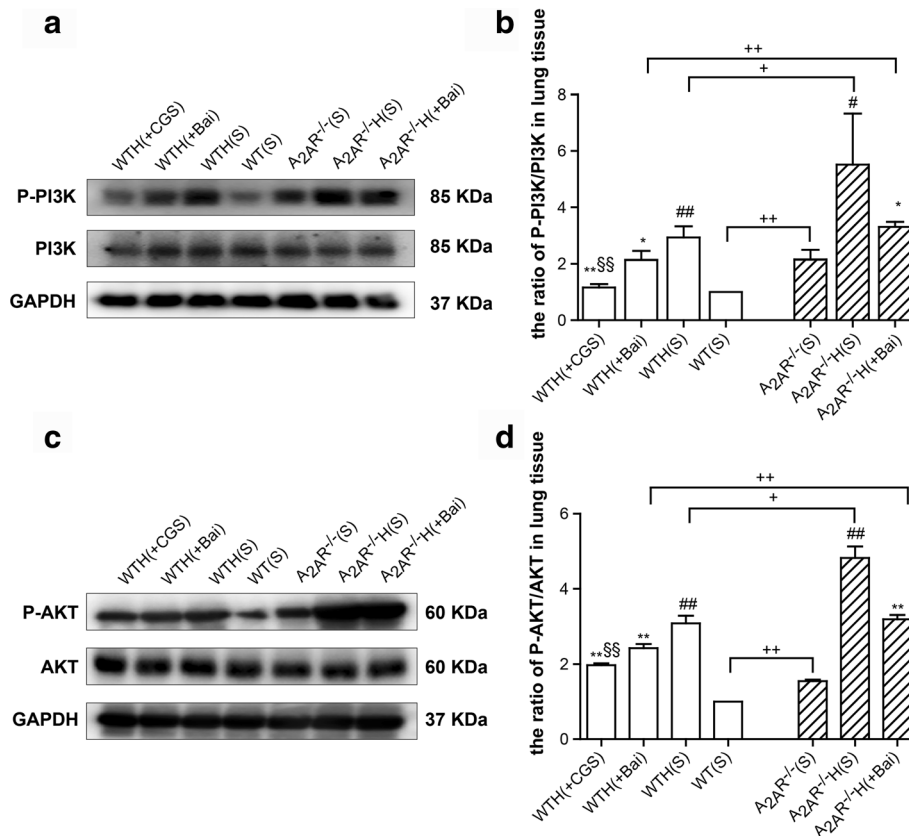 a
WTH(+CGS) WTH(+Bai) WTH(S) WT(S) A2AR-/-(S) A2AR-/-H(S) A2AR-/-H(+Bai)
P-PI3K 85 KDa
PI3K 85 KDa
GAPDH 37 KDa
b
the ratio of P-PI3K/PI3K in lung tissue
8
6
4
2
0
++
+
#
##
++
*
*
**§§
WTH(+CGS) WTH(+Bai) WTH(S) WT(S) A2AR-/-(S) A2AR-/-H(S) A2AR-/-H(+Bai)
c
WTH(+CGS) WTH(+Bai) WTH(S) WT(S) A2AR-/-(S) A2AR-/-H(S) A2AR-/-H(+Bai)
P-AKT 60 KDa
AKT 60 KDa
GAPDH 37 KDa
d
the ratio of P-AKT/AKT in lung tissue
6
4
2
0
++
+
##
##
**
**
++
**§§
WTH(+CGS) WTH(+Bai) WTH(S) WT(S) A2AR-/-(S) A2AR-/-H(S) A2AR-/-H(+Bai)